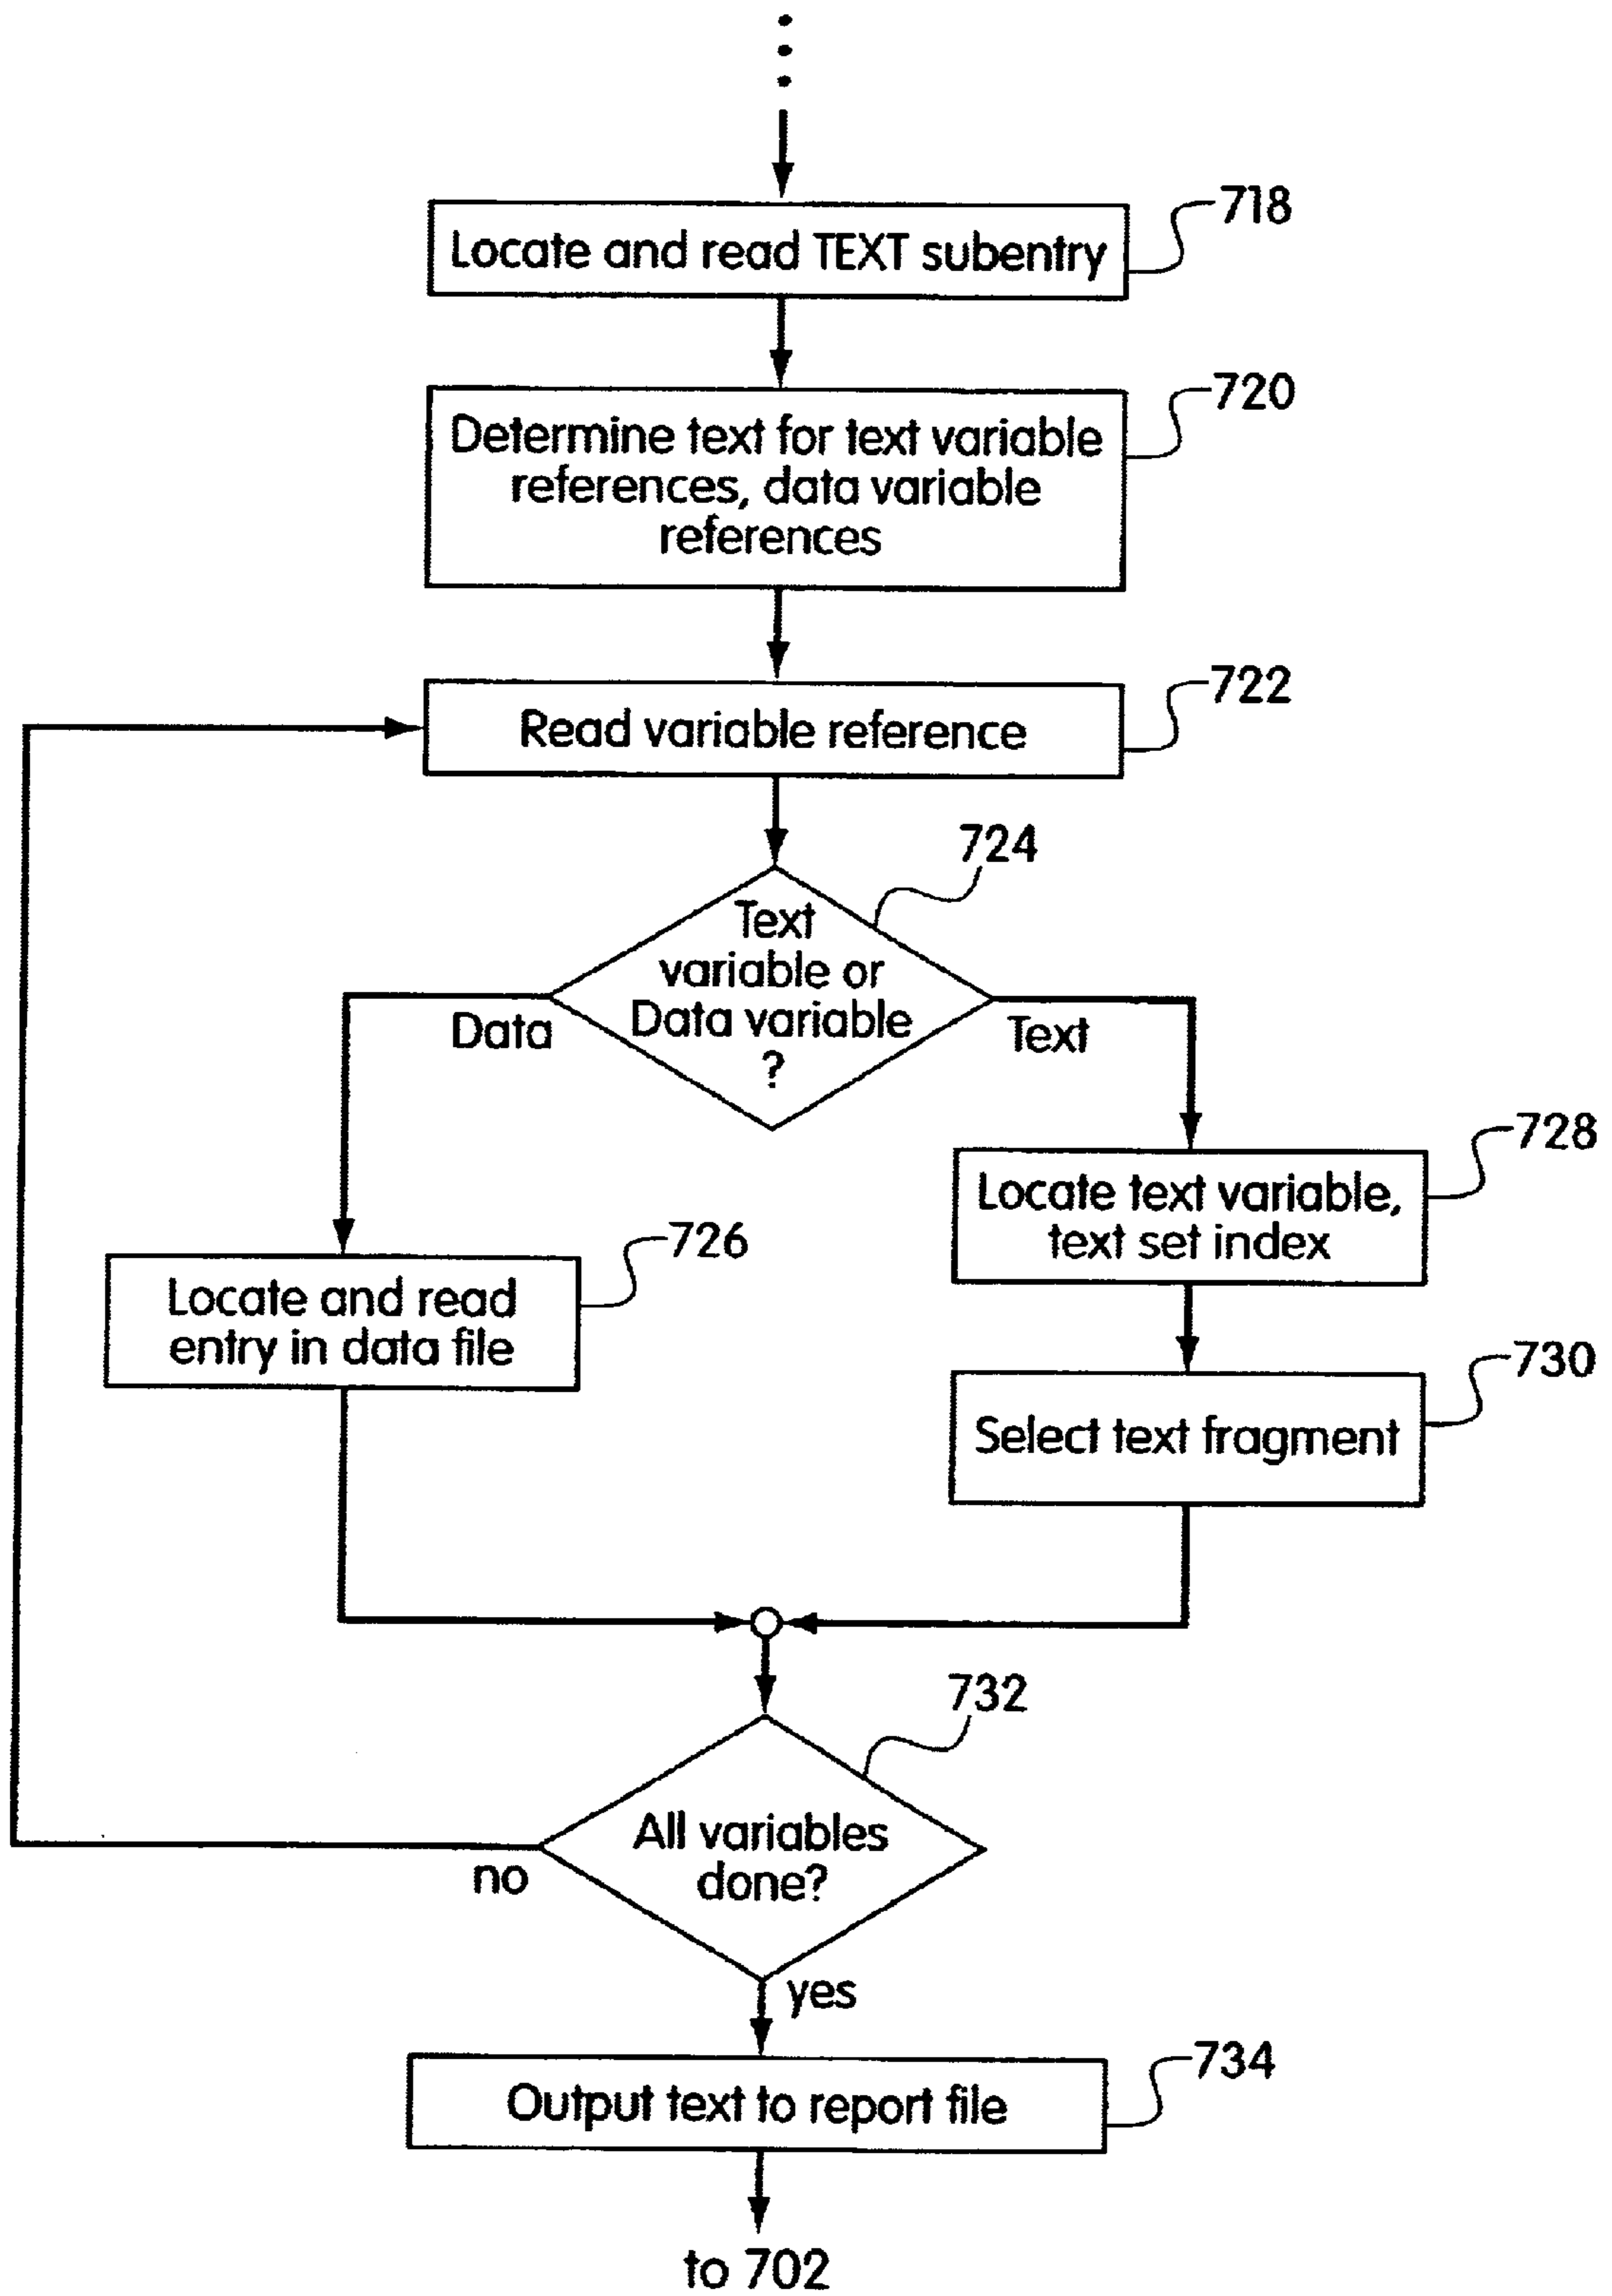 718
Locate and read TEXT subentry
720
Determine text for text variable
references, data variable
references
722
Read variable reference
724
Text
variable or
Data variable
?
Data
Text
728
Locate text variable,
text set index
726
Locate and read
entry in data file
730
Select text fragment
732
All variables
done?
no
yes
734
Output text to report file
to 702